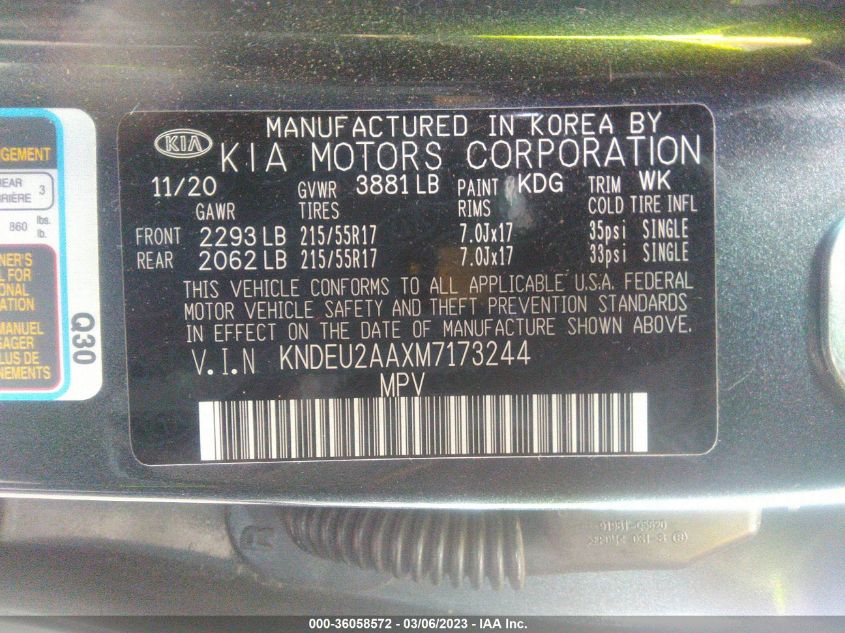 MANUFACTURED IN KOREA BY
KIA KIA MOTORS CORPORATION
11/20 GVWR 3881 LB PAINT KDG TRIM WK
GAWR TIRES RIMS COLD TIRE INFL
FRONT 2293 LB 215/55R17 7.0Jx17 35psi SINGLE
REAR 2062 LB 215/55R17 7.0Jx17 33psi SINGLE
THIS VEHICLE CONFORMS TO ALL APPLICABLE U.S.A. FEDERAL
MOTOR VEHICLE SAFETY AND THEFT PREVENTION STANDARDS
IN EFFECT ON THE DATE OF MANUFACTURE SHOWN ABOVE.
V.I.N KNDEU2AAXM7173244
MPV
GEMENT
REAR 3
RRIÈRE
860 lbs.
lb.
NER'S
L FOR
ONAL
ATION
MANUEL
GAGER
PLUS DE
NTS
Q30
000-36058572 — 03/06/2023 — IAA Inc.